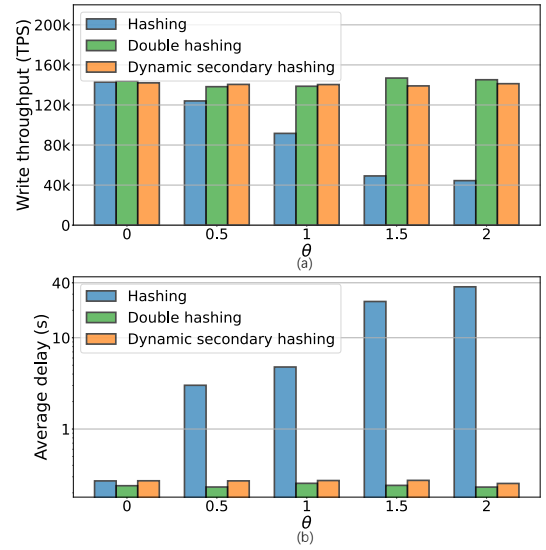 Write throughput (TPS)
200k
160k
120k
80k
40k
0
Hashing
Double hashing
Dynamic secondary hashing
0 0.5 1 1.5 2
θ
(a)
Average delay (s)
40
10
1
Hashing
Double hashing
Dynamic secondary hashing
0 0.5 1 1.5 2
θ
(b)